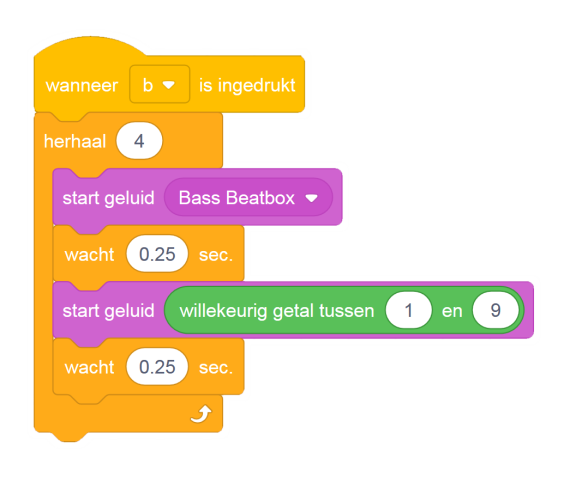 wanneer b is ingedrukt
herhaal 4
start geluid Bass Beatbox
wacht 0.25 sec.
start geluid willekeurig getal tussen 1 en 9
wacht 0.25 sec.